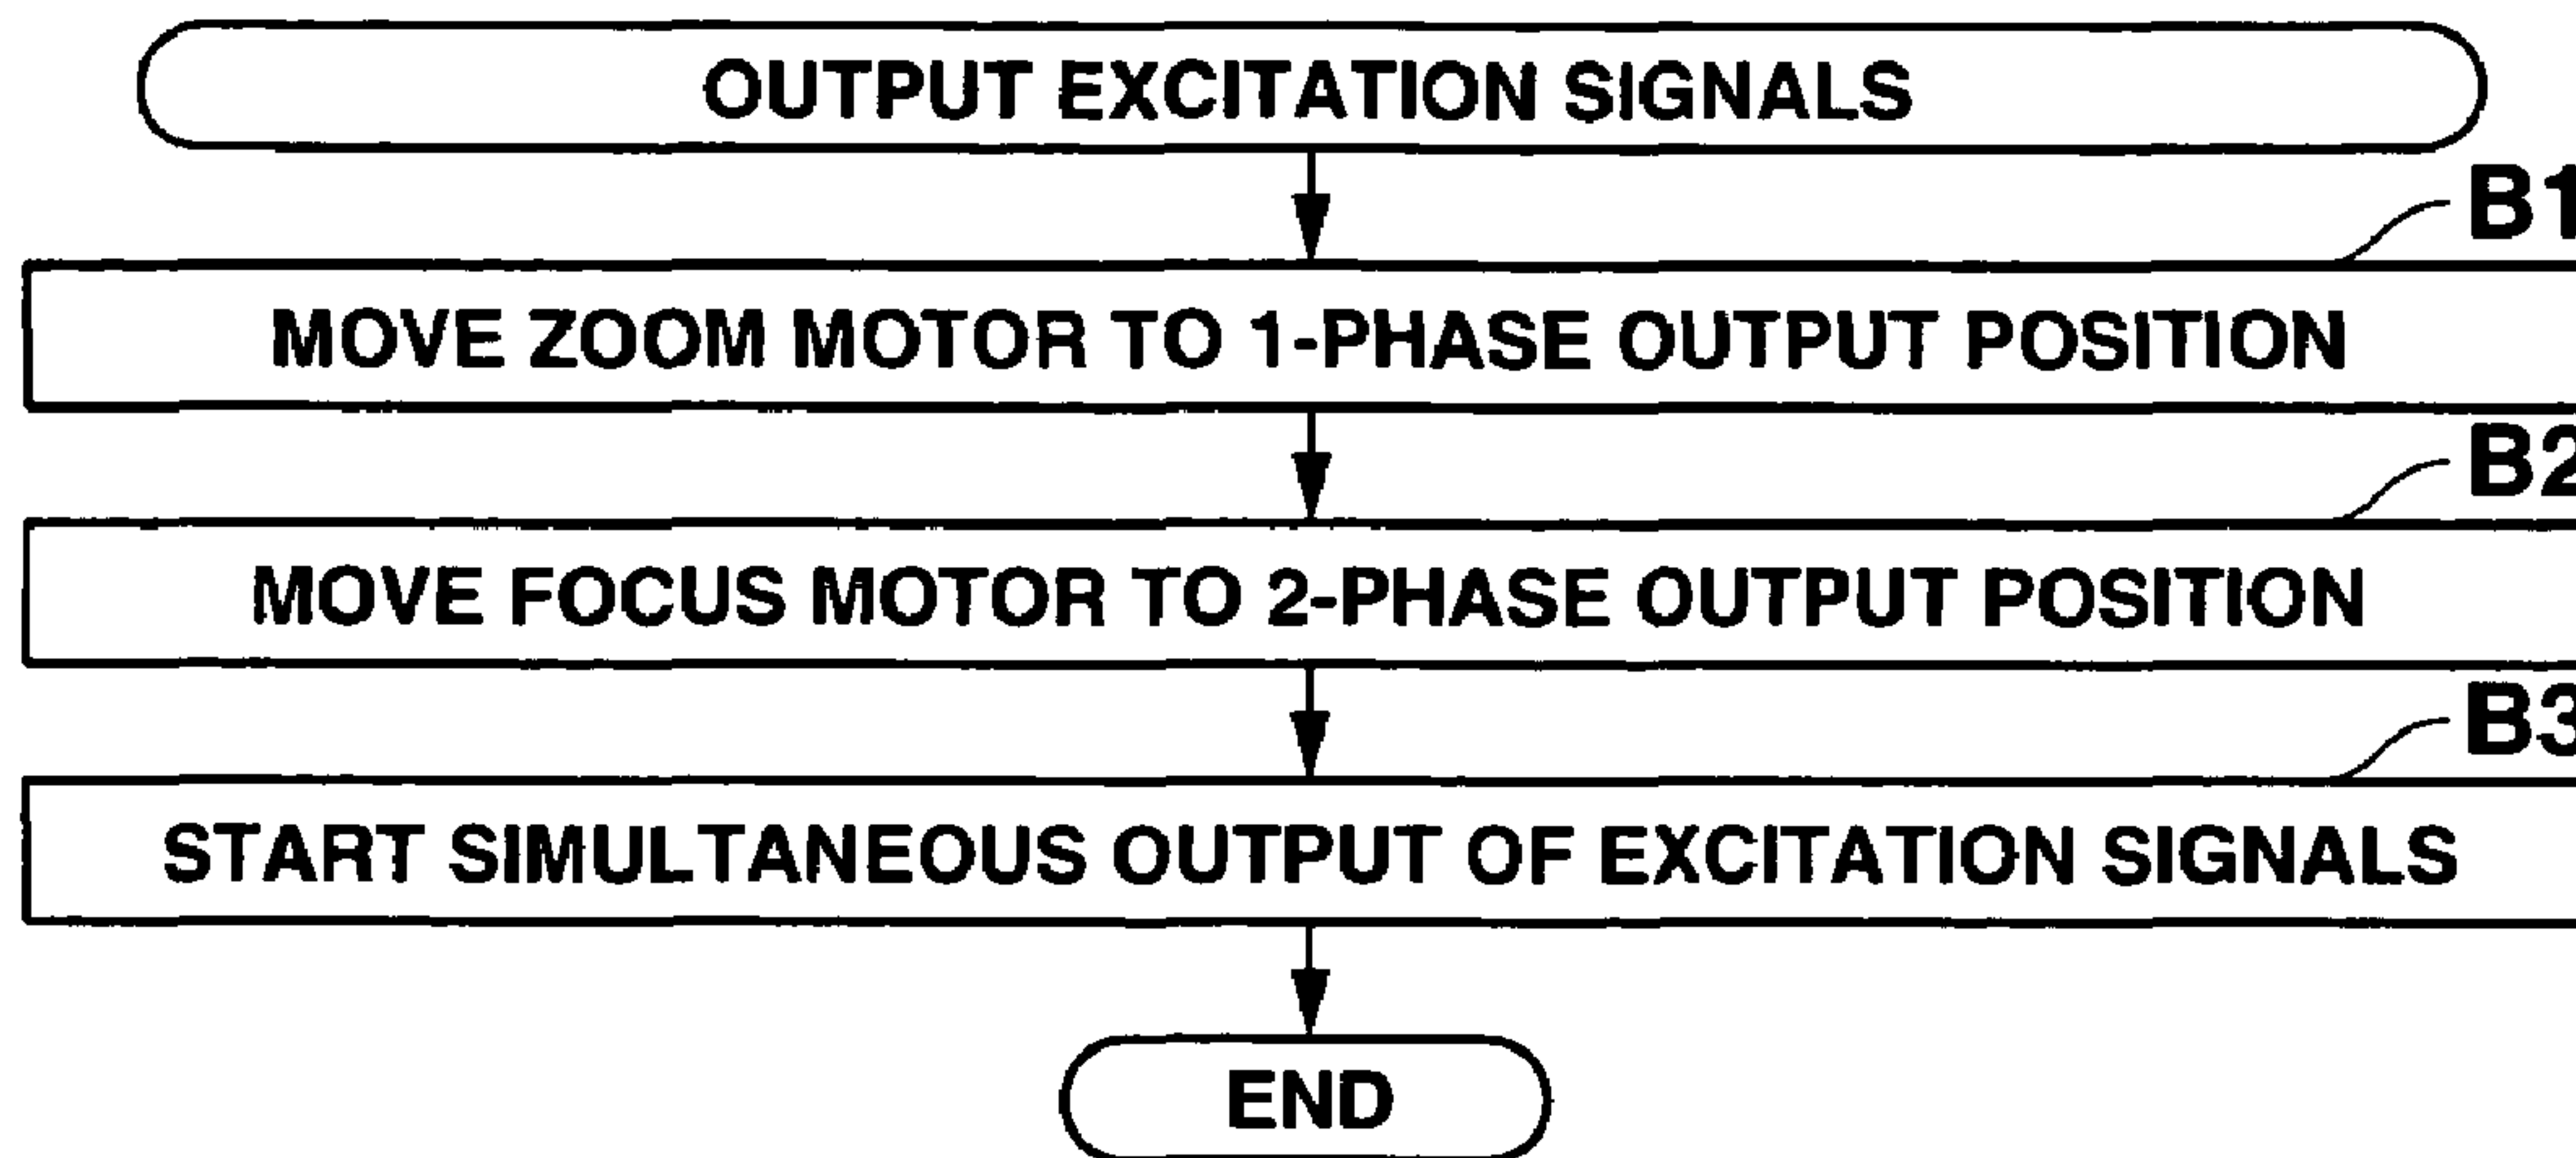 OUTPUT EXCITATION SIGNALS
B1
MOVE ZOOM MOTOR TO 1-PHASE OUTPUT POSITION
B2
MOVE FOCUS MOTOR TO 2-PHASE OUTPUT POSITION
B3
START SIMULTANEOUS OUTPUT OF EXCITATION SIGNALS
END